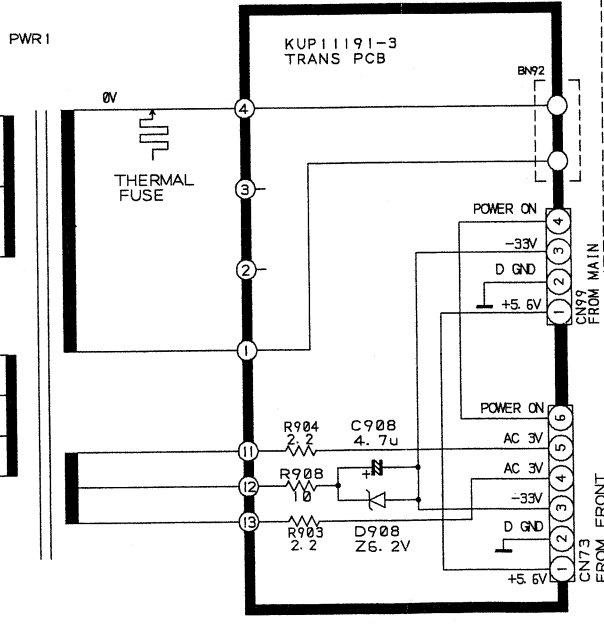 PWR1
KUP11191-3
TRANS PCB
BN92
0V
4
THERMAL
FUSE
3
2
1
POWER ON 4
-33V 3
D GND 2
+5.6V 1
CN99
FROM MAIN
POWER ON 6
AC 3V 5
AC 3V 4
-33V 3
D GND 2
+5.6V 1
CN73
FROM FRONT
11
R904
2.2
C908
4.7u
+
12
R908
10
13
R903
2.2
D908
Z6.2V